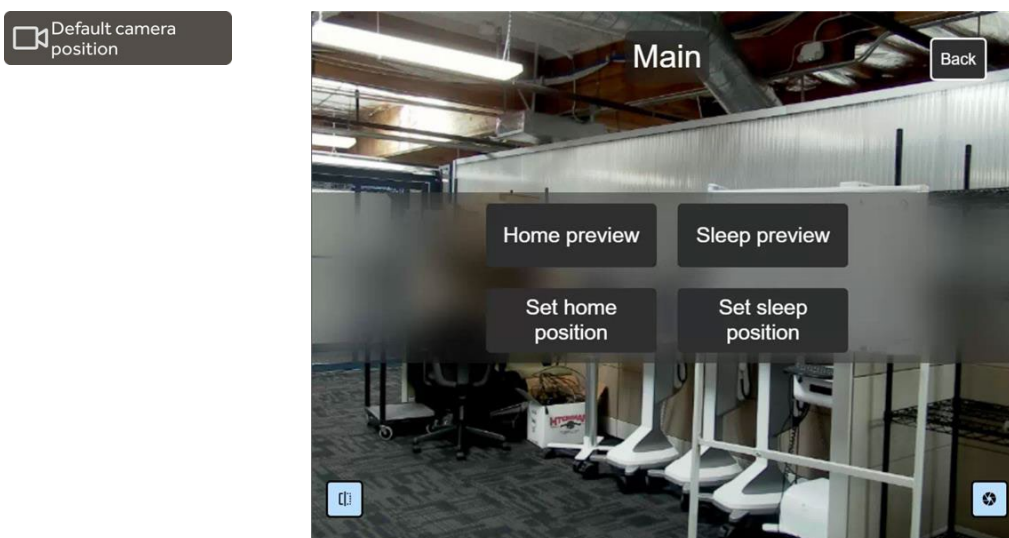 Default camera
position
Main
Back
Home preview
Sleep preview
Set home
position
Set sleep
position